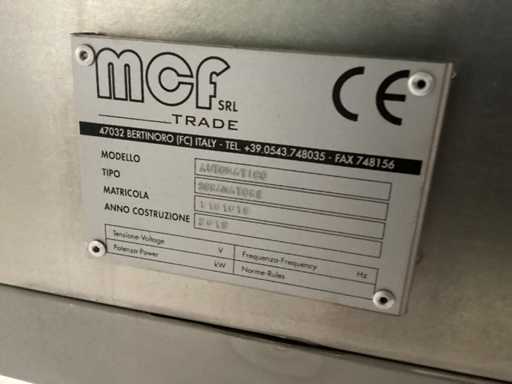 mcf SRL
TRADE
CE
47032 BERTINORO (FC) ITALY - TEL. +39.0543.748035 - FAX 748156
MODELLO AUTOMATICO
TIPO
MATRICOLA
ANNO COSTRUZIONE
Tensione-Voltage V Frequenza-Frequency Hz
Potenza-Power kW Norme-Rules